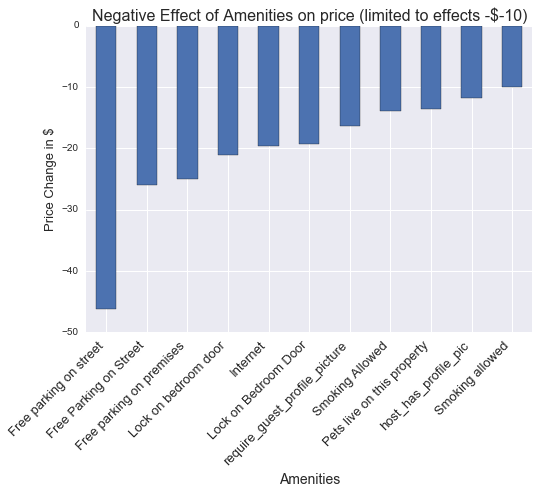 Negative Effect of Amenities on price (limited to effects -$-10)
0
−10
−20
−30
−40
−50
Price Change in $
Free parking on street
Free Parking on Street
Free parking on premises
Lock on bedroom door
Internet
Lock on Bedroom Door
require_guest_profile_picture
Smoking Allowed
Pets live on this property
host_has_profile_pic
Smoking allowed
Amenities